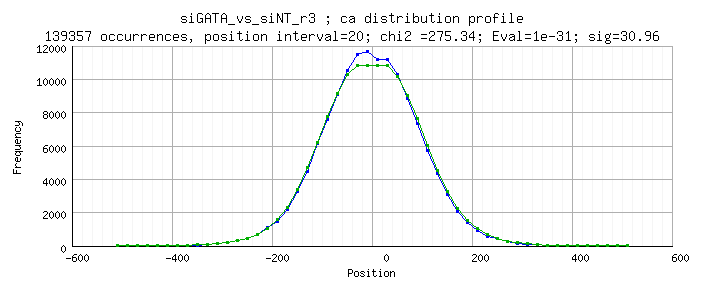 siGATA_vs_siNT_r3 ; ca distribution profile
139357 occurrences, position interval=20; chi2 =275.34; Eval=1e-31; sig=30.96
12000
10000
8000
6000
4000
2000
0
Frequency
-600 -400 -200 0 200 400 600
Position